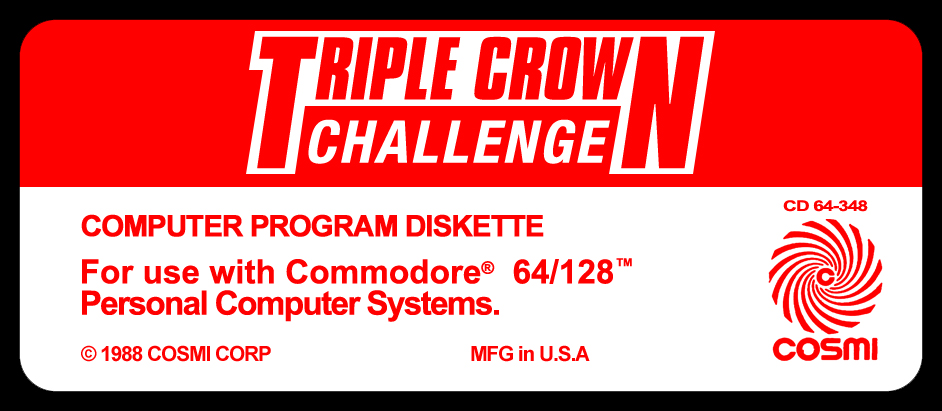 TRIPLE CROWN
CHALLENGE
CD 64-348
COMPUTER PROGRAM DISKETTE
For use with Commodore® 64/128™
Personal Computer Systems.
C
COSMI
© 1988 COSMI CORP MFG in U.S.A